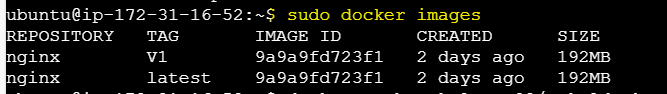 ubuntu@ip-172-31-16-52:~$ sudo docker images
REPOSITORY TAG IMAGE ID CREATED SIZE
nginx V1 9a9a9fd723f1 2 days ago 192MB
nginx latest 9a9a9fd723f1 2 days ago 192MB